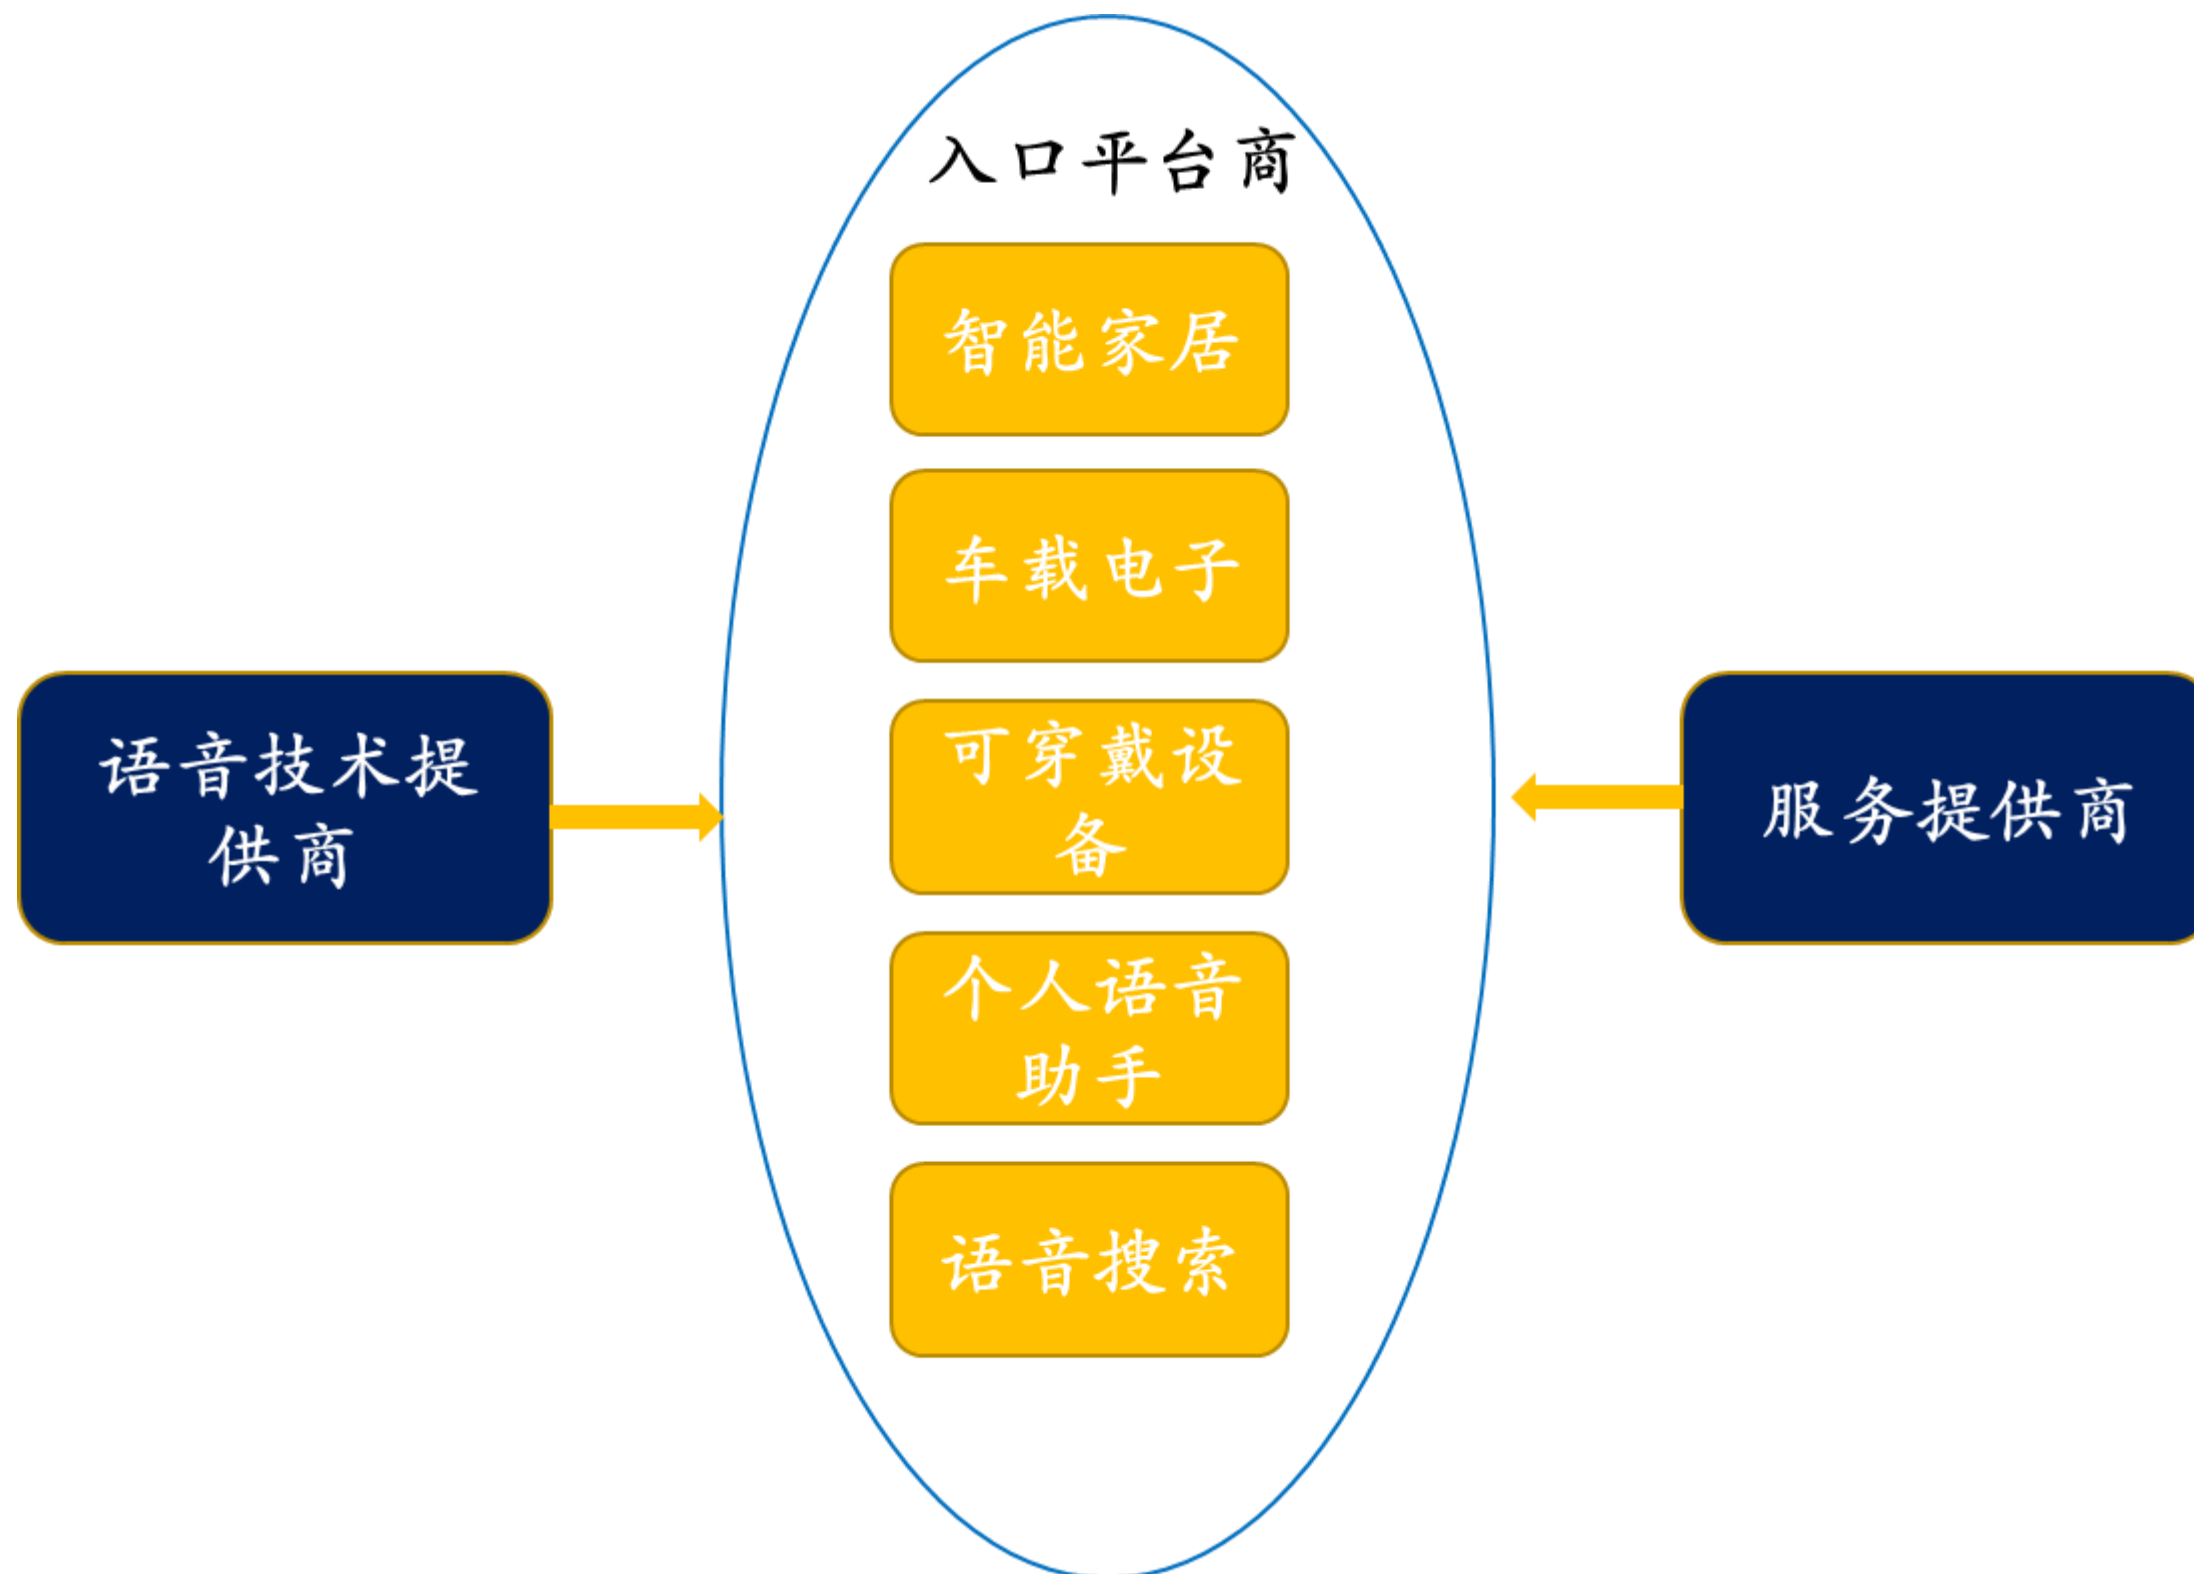 入口平台商
智能家居
车载电子
可穿戴设
备
个人语音
助手
语音搜索
语音技术提
供商
服务提供商